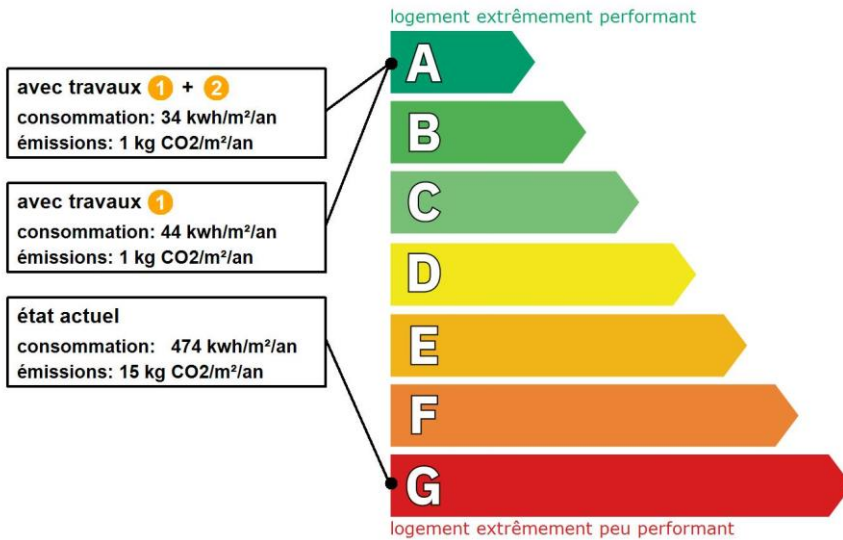 logement extrêmement performant
avec travaux 1 + 2
consommation: 34 kwh/m²/an
émissions: 1 kg CO2/m²/an
avec travaux 1
consommation: 44 kwh/m²/an
émissions: 1 kg CO2/m²/an
état actuel
consommation: 474 kwh/m²/an
émissions: 15 kg CO2/m²/an
A
B
C
D
E
F
G
logement extrêmement peu performant